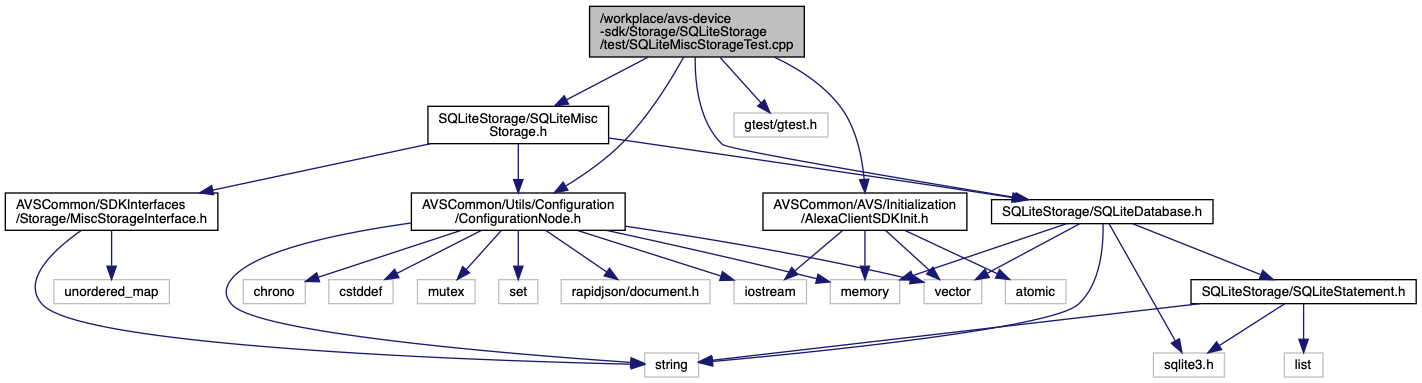 /workplace/avs-device
-sdk/Storage/SQLiteStorage
/test/SQLiteMiscStorageTest.cpp
SQLiteStorage/SQLiteMisc
Storage.h
gtest/gtest.h
AVSCommon/SDKInterfaces
/Storage/MiscStorageInterface.h
AVSCommon/Utils/Configuration
/ConfigurationNode.h
AVSCommon/AVS/Initialization
/AlexaClientSDKInit.h
SQLiteStorage/SQLiteDatabase.h
unordered_map
chrono
cstddef
mutex
set
rapidjson/document.h
iostream
memory
vector
atomic
SQLiteStorage/SQLiteStatement.h
string
sqlite3.h
list